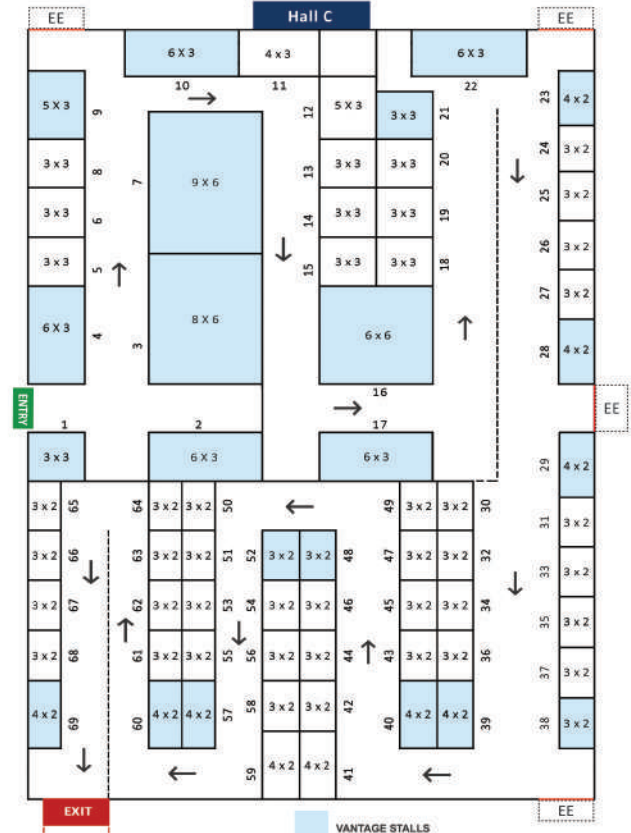 EE
Hall C
EE
6 X 3
4 x 3
6 X 3
10
11
22
5 X 3
9
12
5 X 3
3 x 3
21
23
4 x 2
3 x 3
8
7
9 X 6
13
3 x 3
3 x 3
20
24
3 x 2
3 x 3
6
14
3 x 3
3 x 3
19
25
3 x 2
3 x 3
5
15
3 x 3
3 x 3
18
26
3 x 2
27
3 x 2
6 X 3
4
3
8 X 6
6 x 6
28
4 x 2
ENTRY
16
EE
1
2
17
3 x 3
6 X 3
6 x 3
29
4 x 2
3 x 2
65
64
3 x 2
3 x 2
50
49
3 x 2
3 x 2
30
31
3 x 2
3 x 2
66
63
3 x 2
3 x 2
51
52
3 x 2
3 x 2
48
47
3 x 2
3 x 2
32
33
3 x 2
3 x 2
67
62
3 x 2
3 x 2
53
54
3 x 2
3 x 2
46
45
3 x 2
3 x 2
34
35
3 x 2
3 x 2
68
61
3 x 2
3 x 2
55
56
3 x 2
3 x 2
44
43
3 x 2
3 x 2
36
37
3 x 2
4 x 2
69
60
4 x 2
4 x 2
57
58
3 x 2
3 x 2
42
40
4 x 2
4 x 2
39
38
3 x 2
59
4 x 2
4 x 2
41
EXIT
EE
VANTAGE STALLS